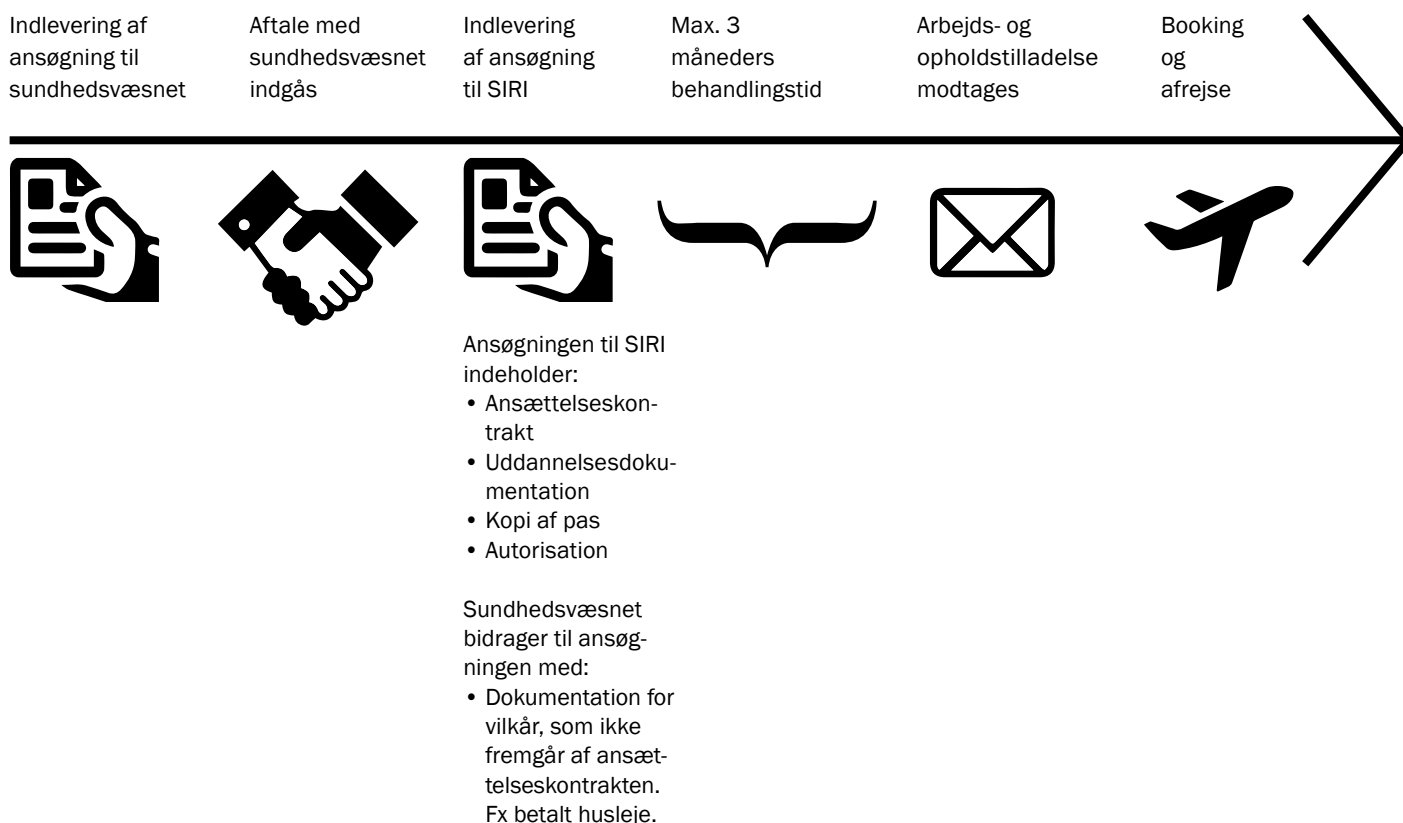 Indlevering af
ansøgning til
sundhedsvæsnet
Aftale med
sundhedsvæsnet
indgås
Indlevering
af ansøgning
til SIRI
Max. 3
måneders
behandlingstid
Arbejds- og
opholdstilladelse
modtages
Booking
og
afrejse
Ansøgningen til SIRI
indeholder:
• Ansættelseskon-
trakt
• Uddannelsesdoku-
mentation
• Kopi af pas
• Autorisation
Sundhedsvæsnet
bidrager til ansøg-
ningen med:
• Dokumentation for
vilkår, som ikke
fremgår af ansæt-
telseskontrakten.
Fx betalt husleje.